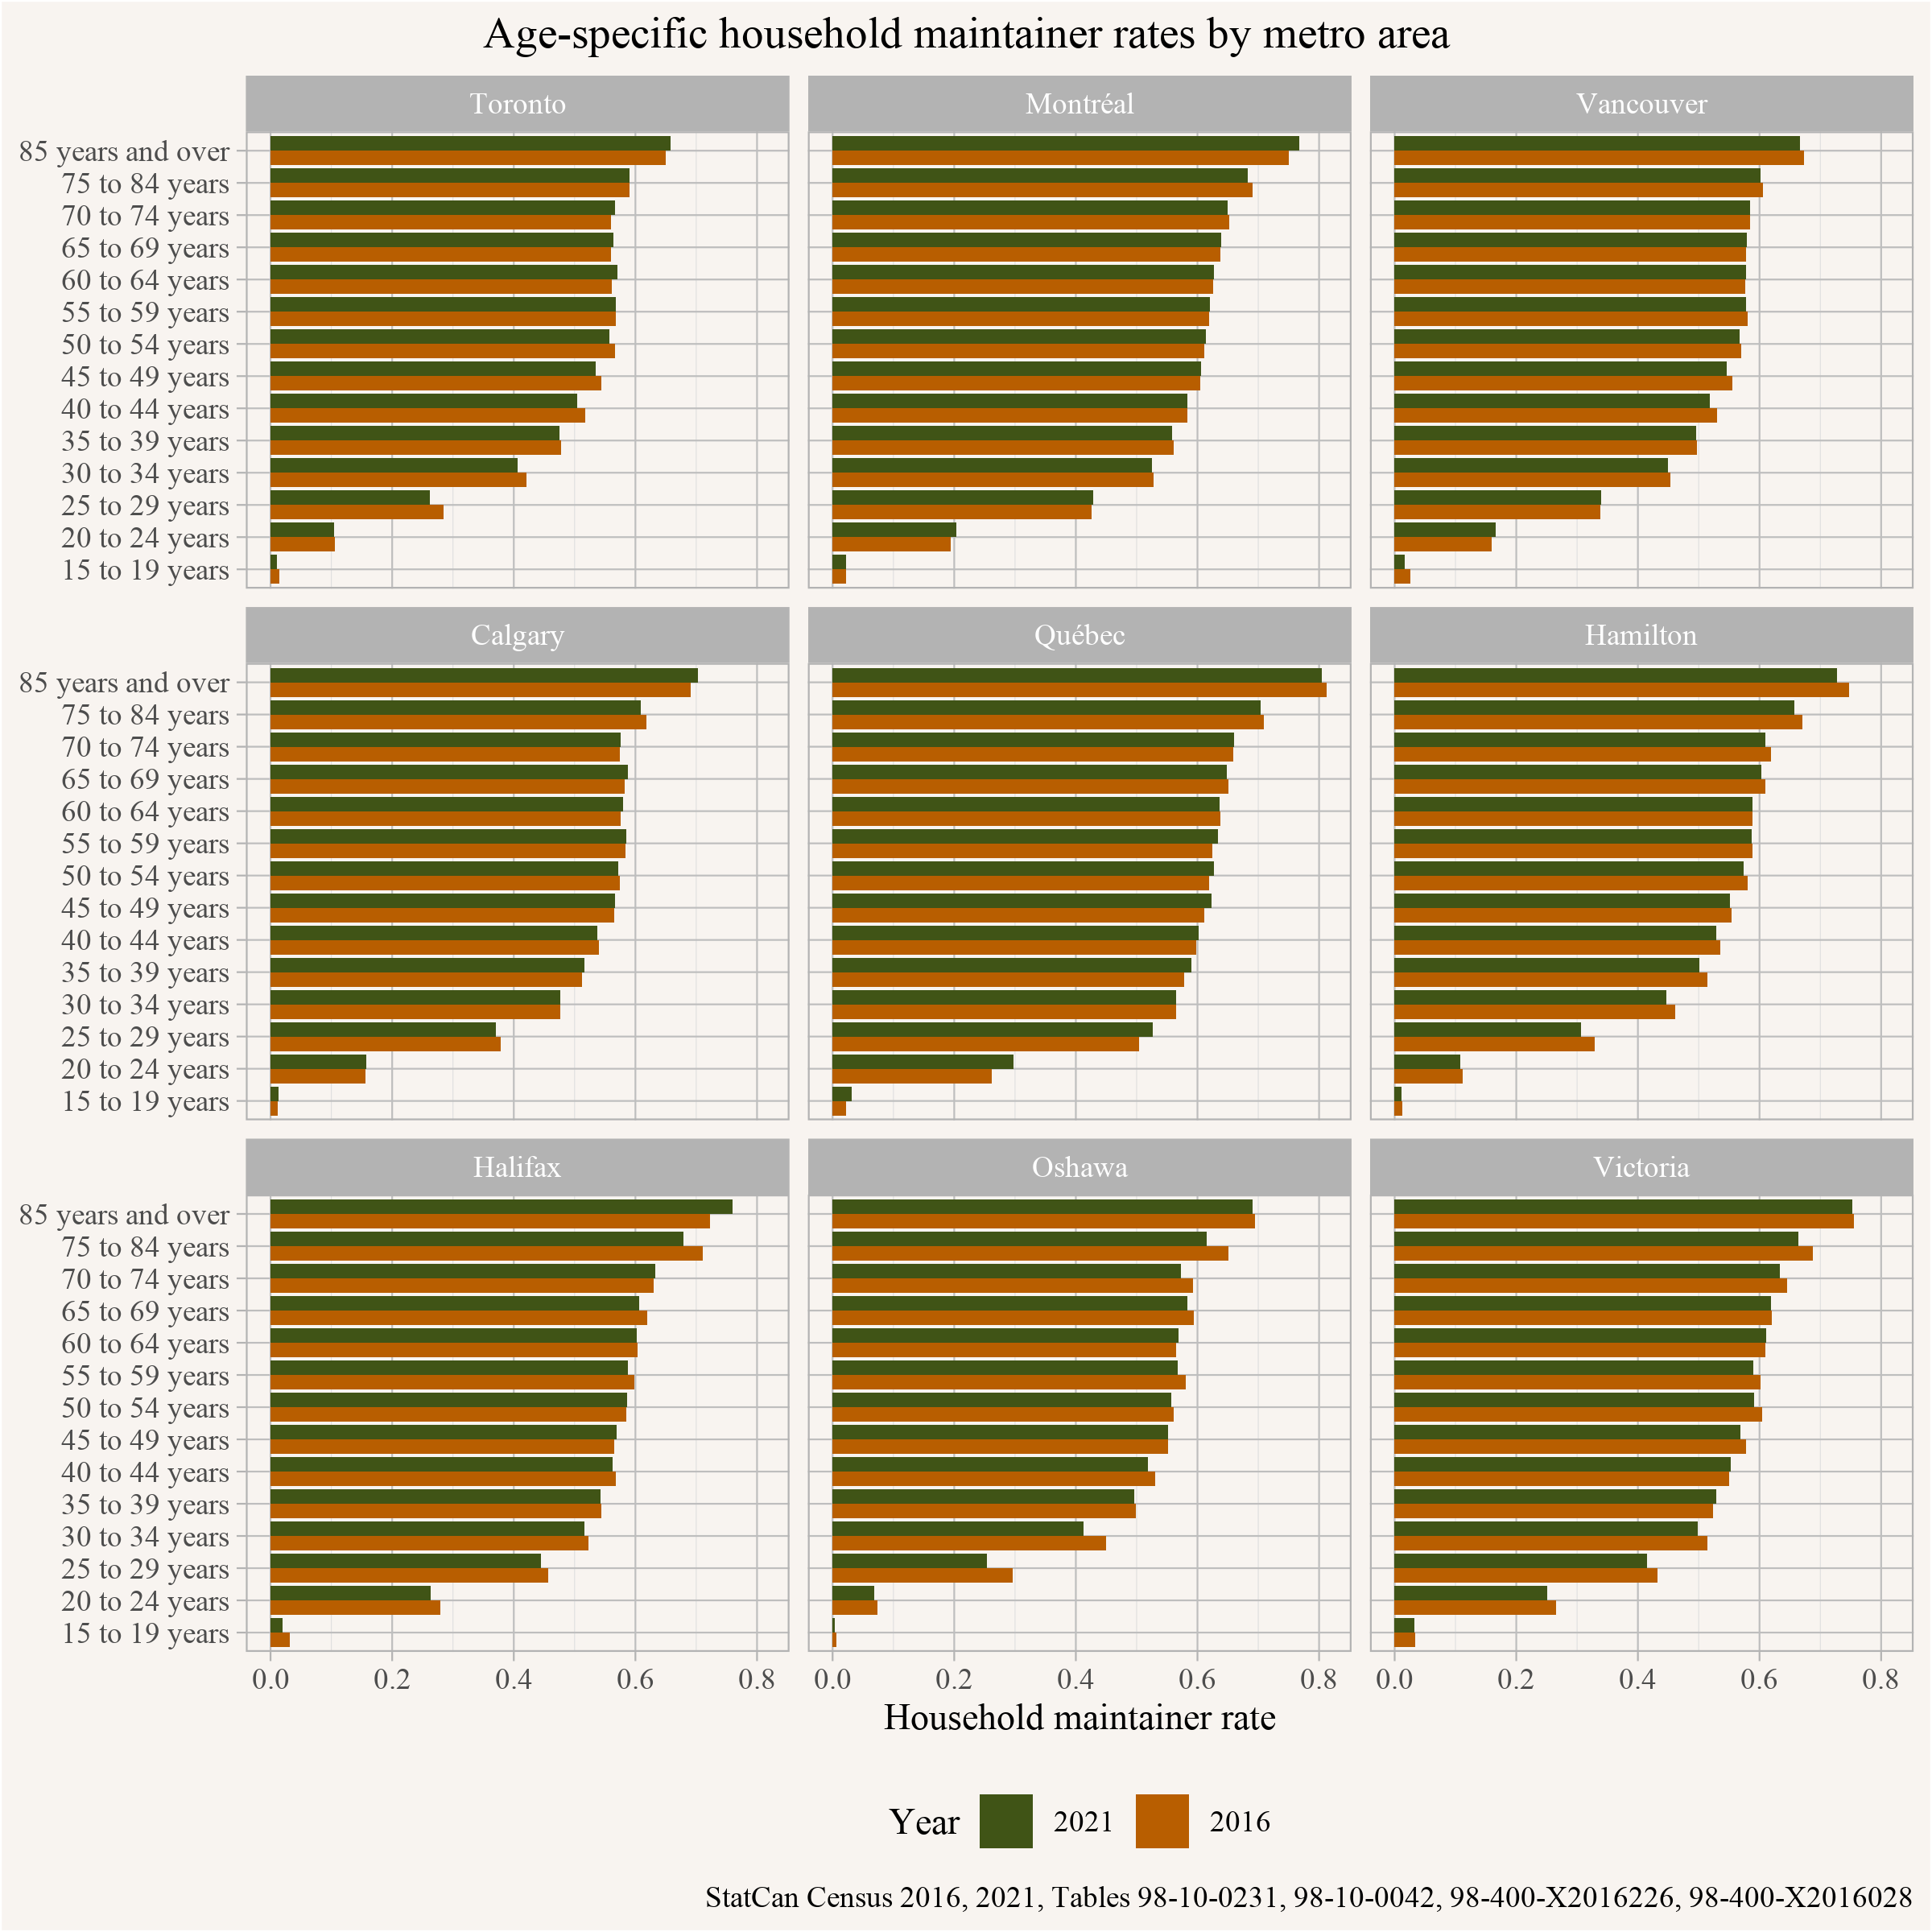 Age-specific household maintainer rates by metro area
Toronto
Montréal
Vancouver
85 years and over
75 to 84 years
70 to 74 years
65 to 69 years
60 to 64 years
55 to 59 years
50 to 54 years
45 to 49 years
40 to 44 years
35 to 39 years
30 to 34 years
25 to 29 years
20 to 24 years
15 to 19 years
Calgary
Québec
Hamilton
85 years and over
75 to 84 years
70 to 74 years
65 to 69 years
60 to 64 years
55 to 59 years
50 to 54 years
45 to 49 years
40 to 44 years
35 to 39 years
30 to 34 years
25 to 29 years
20 to 24 years
15 to 19 years
Halifax
Oshawa
Victoria
85 years and over
75 to 84 years
70 to 74 years
65 to 69 years
60 to 64 years
55 to 59 years
50 to 54 years
45 to 49 years
40 to 44 years
35 to 39 years
30 to 34 years
25 to 29 years
20 to 24 years
15 to 19 years
0.0 0.2 0.4 0.6 0.8
0.0 0.2 0.4 0.6 0.8
0.0 0.2 0.4 0.6 0.8
Household maintainer rate
Year 2021 2016
StatCan Census 2016, 2021, Tables 98-10-0231, 98-10-0042, 98-400-X2016226, 98-400-X2016028